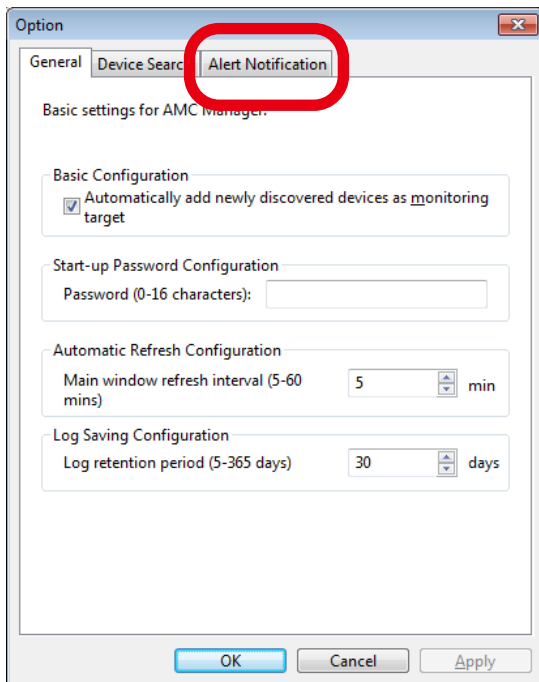 Option
General
Device Search
Alert Notification
Basic settings for AMC Manager.
Basic Configuration
Automatically add newly discovered devices as monitoring
target
Start-up Password Configuration
Password (0-16 characters):
Automatic Refresh Configuration
Main window refresh interval (5-60
mins)
5
min
Log Saving Configuration
Log retention period (5-365 days)
30
days
OK
Cancel
Apply